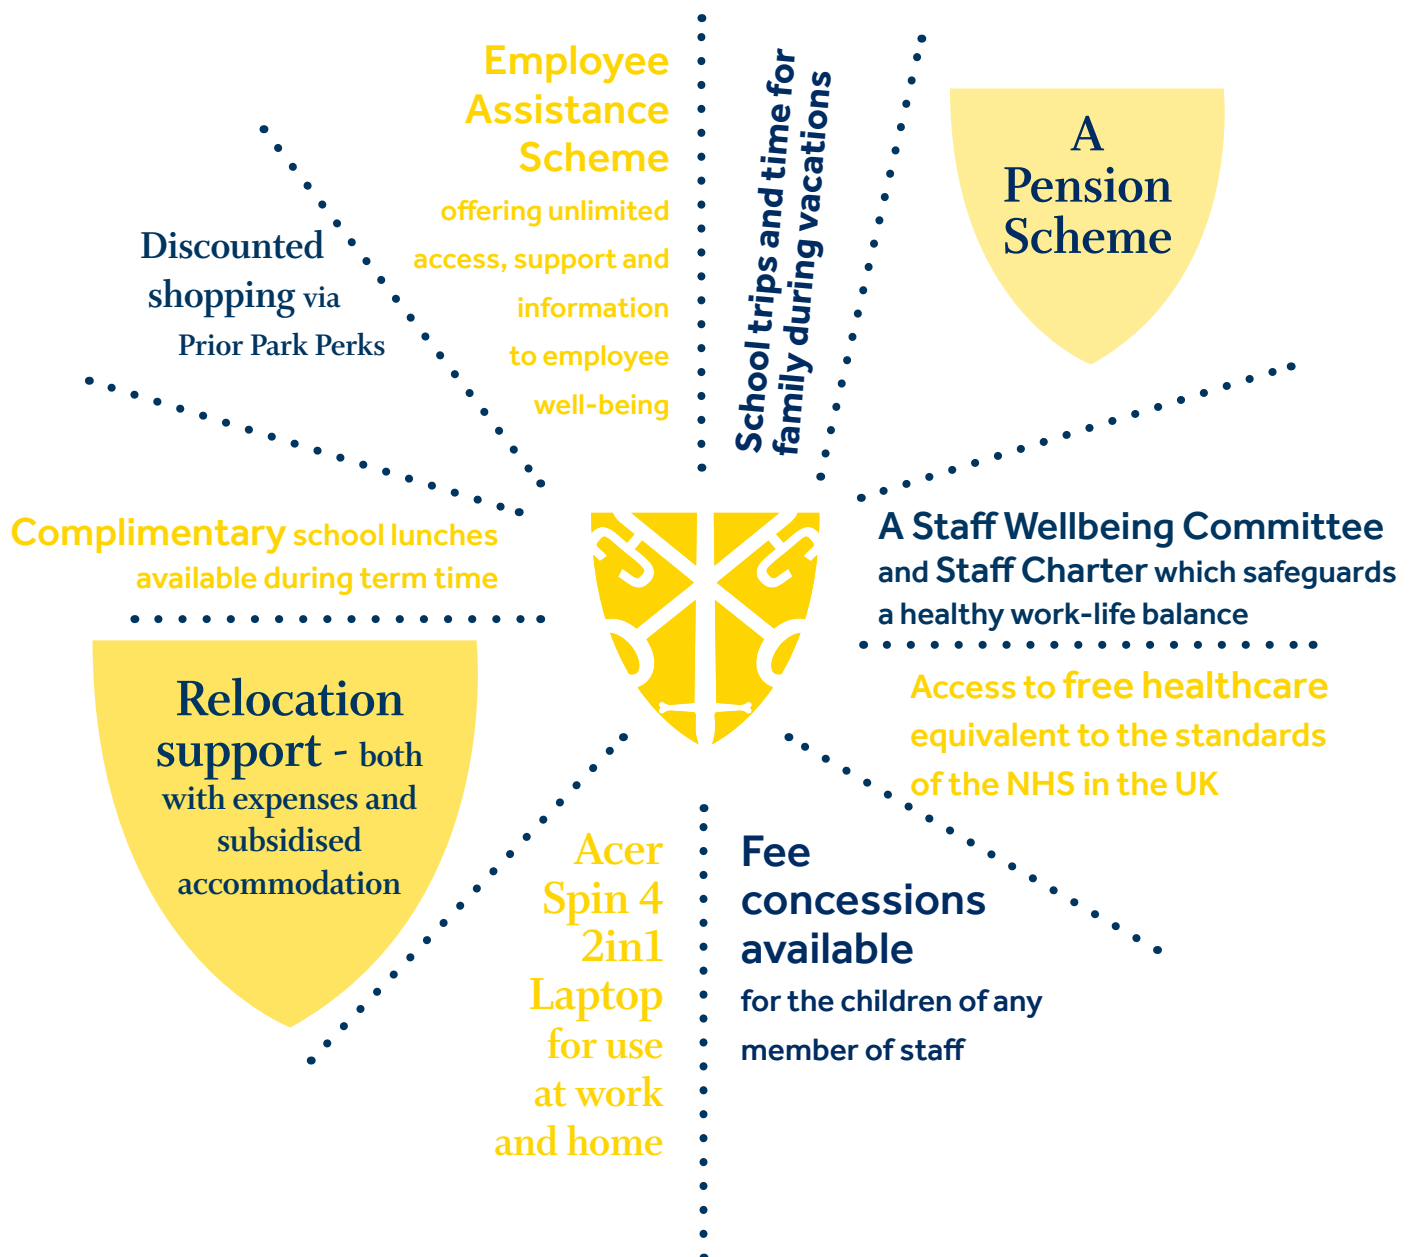 Employee
Assistance
Scheme
offering unlimited
access, support and
information
to employee
well-being
School trips and time for
family during vacations
A
Pension
Scheme
Discounted
shopping via
Prior Park Perks
Complimentary school lunches
available during term time
A Staff Wellbeing Committee
and Staff Charter which safeguards
a healthy work-life balance
Relocation
support - both
with expenses and
subsidised
accommodation
Access to free healthcare
equivalent to the standards
of the NHS in the UK
Acer
Spin 4
2in1
Laptop
for use
at work
and home
Fee
concessions
available
for the children of any
member of staff